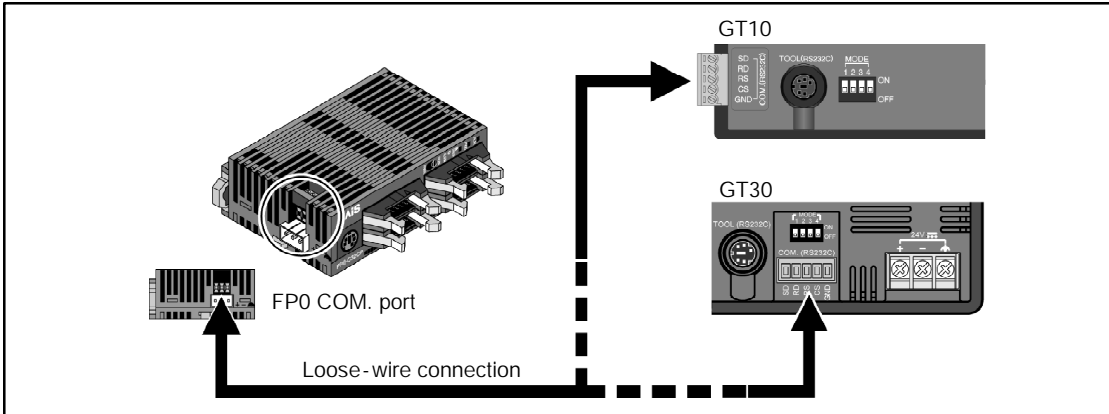 GT10
SD
RD
RS
CS
GND
COM.(RS232C)
TOOL(RS232C)
MODE
1 2 3 4
ON
OFF
GT30
TOOL (RS232C)
MODE
1 2 3 4
ON
OFF
COM. (RS232C)
SD
RD
RS
CS
GND
24V
+ −
FP0 COM. port
Loose-wire connection